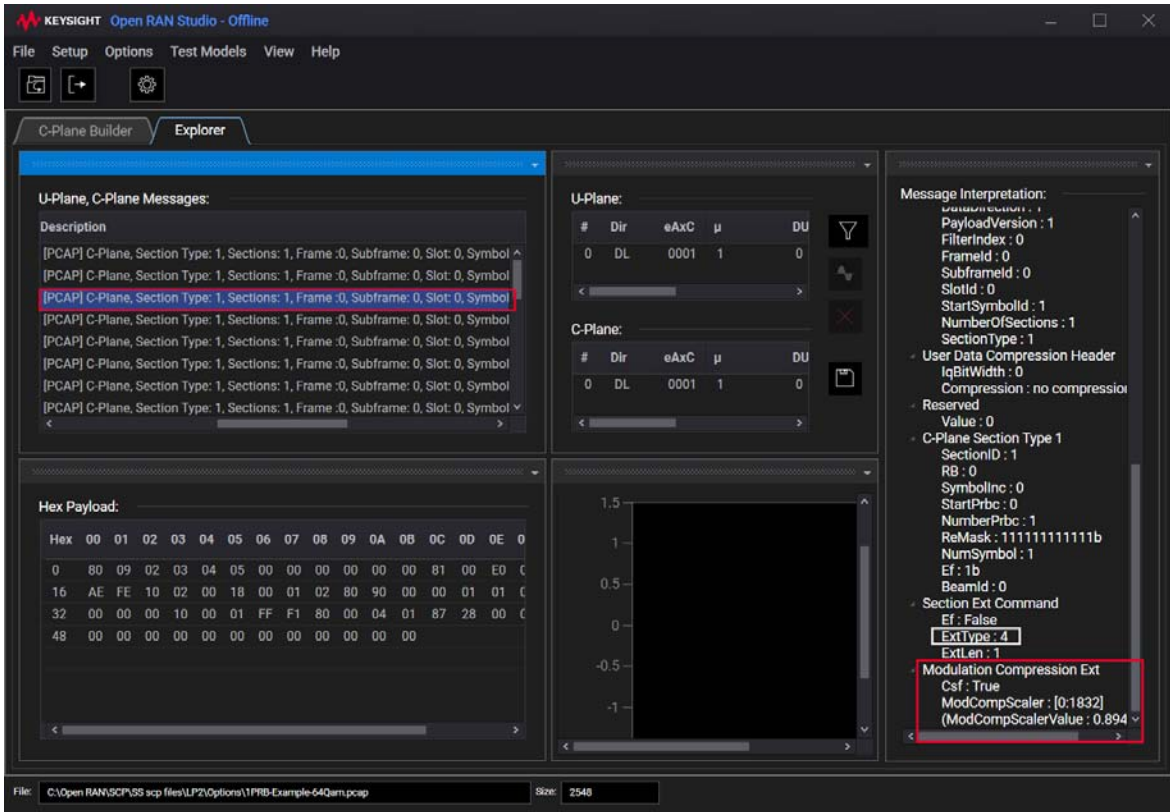 KEYSIGHT Open RAN Studio - Offline
File Setup Options Test Models View Help
C-Plane Builder Explorer
U-Plane, C-Plane Messages:
Description
[PCAP] C-Plane, Section Type: 1, Sections: 1, Frame :0, Subframe: 0, Slot: 0, Symbol
[PCAP] C-Plane, Section Type: 1, Sections: 1, Frame :0, Subframe: 0, Slot: 0, Symbol
[PCAP] C-Plane, Section Type: 1, Sections: 1, Frame :0, Subframe: 0, Slot: 0, Symbol
[PCAP] C-Plane, Section Type: 1, Sections: 1, Frame :0, Subframe: 0, Slot: 0, Symbol
[PCAP] C-Plane, Section Type: 1, Sections: 1, Frame :0, Subframe: 0, Slot: 0, Symbol
[PCAP] C-Plane, Section Type: 1, Sections: 1, Frame :0, Subframe: 0, Slot: 0, Symbol
[PCAP] C-Plane, Section Type: 1, Sections: 1, Frame :0, Subframe: 0, Slot: 0, Symbol
[PCAP] C-Plane, Section Type: 1, Sections: 1, Frame :0, Subframe: 0, Slot: 0, Symbol
U-Plane:
# Dir eAxC µ DU
0 DL 0001 1 0
C-Plane:
# Dir eAxC µ DU
0 DL 0001 1 0
Hex Payload:
Hex 00 01 02 03 04 05 06 07 08 09 0A 0B 0C 0D 0E
0 80 09 02 03 04 05 00 00 00 00 00 00 81 00 E0
16 AE FE 10 02 00 18 00 01 02 80 90 00 00 01 01
32 00 00 00 10 00 01 FF F1 80 00 04 01 87 28 00
48 00 00 00 00 00 00 00 00 00 00 00 00
1.5
1
0.5
0
-0.5
-1
Message Interpretation:
DataDirection : 1
PayloadVersion : 1
FilterIndex : 0
FrameId : 0
SubframeId : 0
SlotId : 0
StartSymbolId : 1
NumberOfSections : 1
SectionType : 1
User Data Compression Header
IqBitWidth : 0
Compression : no compression
Reserved
Value : 0
C-Plane Section Type 1
SectionID : 1
RB : 0
SymbolInc : 0
StartPrbc : 0
NumberPrbc : 1
ReMask : 111111111111b
NumSymbol : 1
Ef : 1b
BeamId : 0
Section Ext Command
Ef : False
ExtType : 4
ExtLen : 1
Modulation Compression Ext
Csf : True
ModCompScaler : [0:1832]
(ModCompScalerValue : 0.894
File: C:\Open RAN\SCP\SS scp files\LP2\Options\1PRB-Example-64Qam.pcap Size: 2548